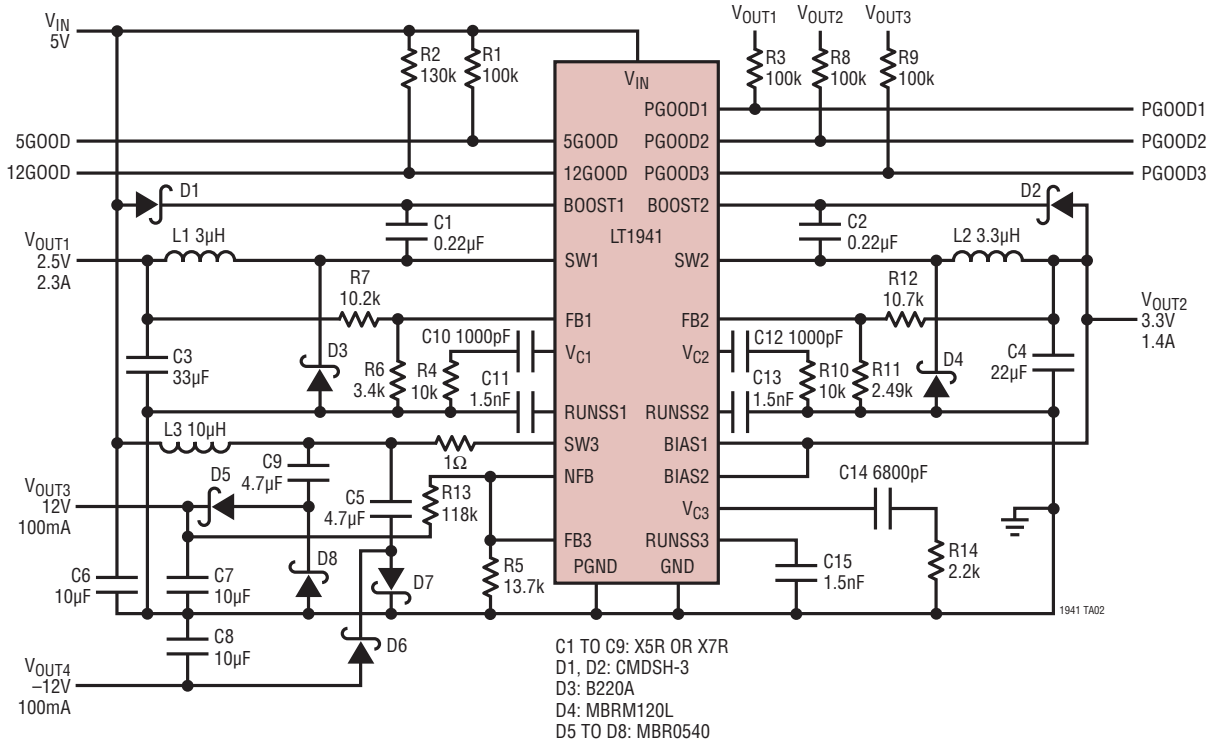 VIN
5V
R2
130k
R1
100k
VIN
VOUT1
VOUT2
VOUT3
R3
100k
R8
100k
R9
100k
PGOOD1
PGOOD1
5GOOD
5GOOD
PGOOD2
PGOOD2
12GOOD
12GOOD
PGOOD3
PGOOD3
D1
BOOST1
BOOST2
D2
C1
0.22µF
LT1941
C2
0.22µF
VOUT1
2.5V
2.3A
L1 3µH
SW1
SW2
L2 3.3µH
R7
10.2k
R12
10.7k
FB1
FB2
VOUT2
3.3V
1.4A
C3
33µF
D3
R6
3.4k
R4
10k
C10 1000pF
VC1
VC2
C12 1000pF
C11
1.5nF
C13
1.5nF
R10
10k
R11
2.49k
D4
C4
22µF
RUNSS1
RUNSS2
L3 10µH
1Ω
SW3
BIAS1
C9
4.7µF
D5
NFB
BIAS2
C14 6800pF
VOUT3
12V
100mA
C5
4.7µF
R13
118k
VC3
FB3
RUNSS3
C6
10µF
C7
10µF
D8
D7
R5
13.7k
PGND
GND
C15
1.5nF
R14
2.2k
1941 TA02
C8
10µF
D6
VOUT4
–12V
100mA
C1 TO C9: X5R OR X7R
D1, D2: CMDSH-3
D3: B220A
D4: MBRM120L
D5 TO D8: MBR0540